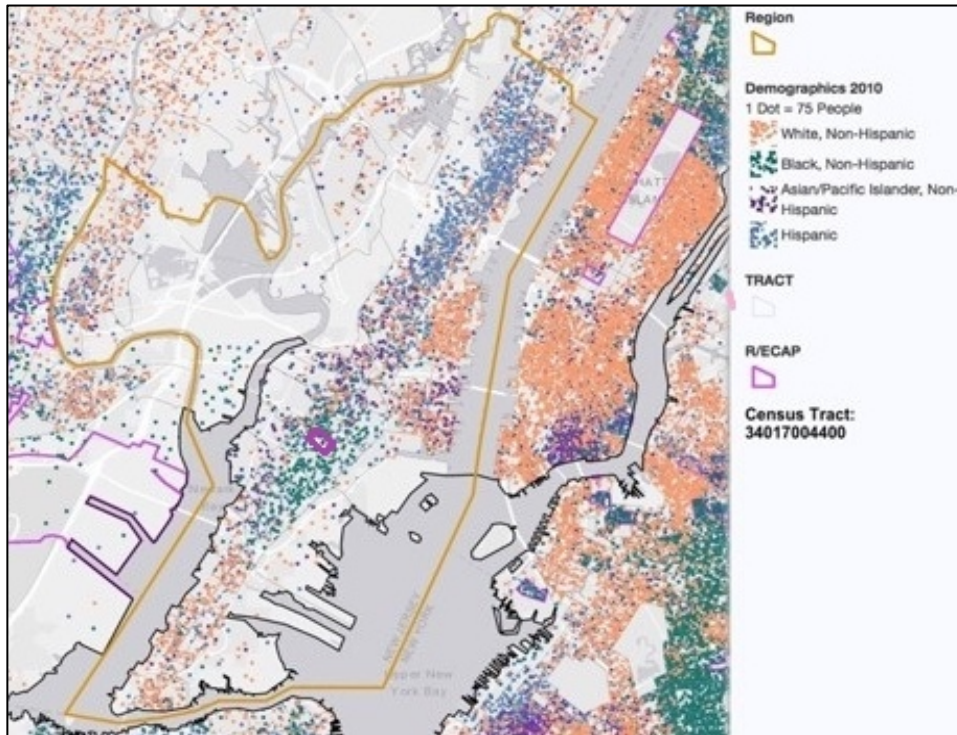 Region
Demographics 2010
1 Dot = 75 People
White, Non-Hispanic
Black, Non-Hispanic
Asian/Pacific Islander, Non-
Hispanic
Hispanic
TRACT
R/ECAP
Census Tract:
34017004400
NEW JERSEY
NEW YORK
Upper New
York Bay